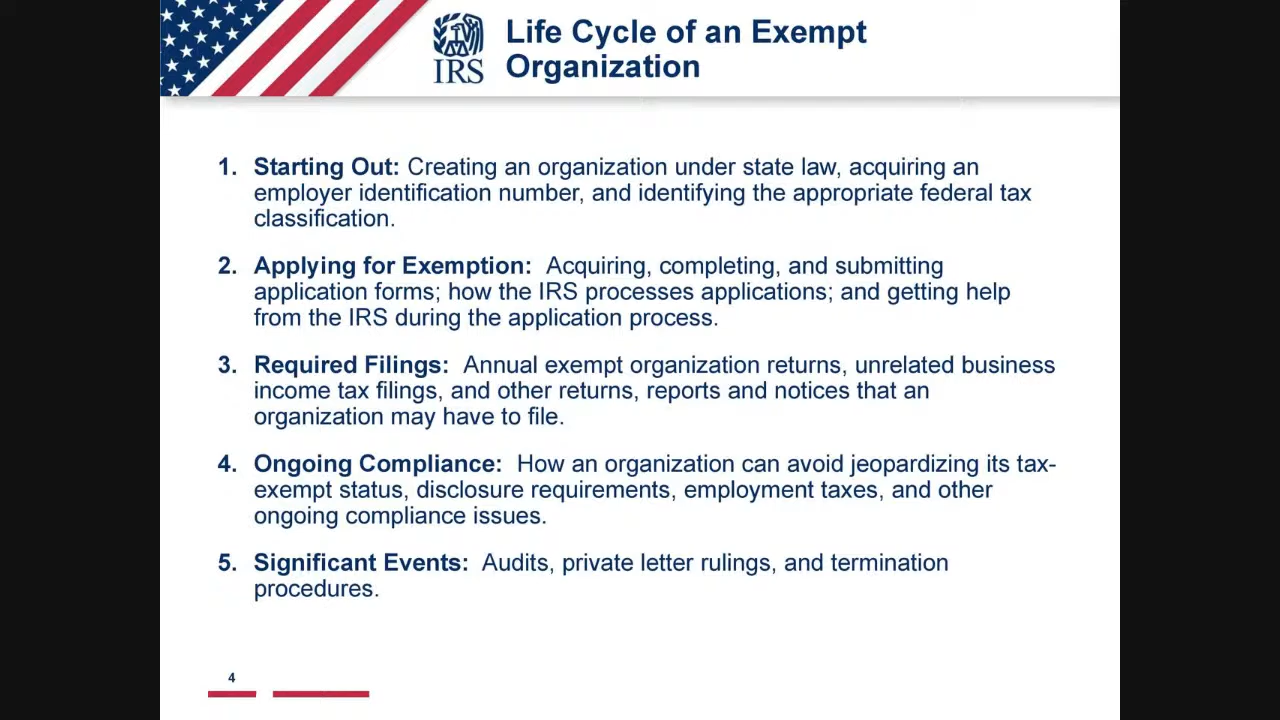 IRS
Life Cycle of an Exempt
Organization
1. Starting Out: Creating an organization under state law, acquiring an
employer identification number, and identifying the appropriate federal tax
classification.
2. Applying for Exemption: Acquiring, completing, and submitting
application forms; how the IRS processes applications; and getting help
from the IRS during the application process.
3. Required Filings: Annual exempt organization returns, unrelated business
income tax filings, and other returns, reports and notices that an
organization may have to file.
4. Ongoing Compliance: How an organization can avoid jeopardizing its tax-
exempt status, disclosure requirements, employment taxes, and other
ongoing compliance issues.
5. Significant Events: Audits, private letter rulings, and termination
procedures.
4